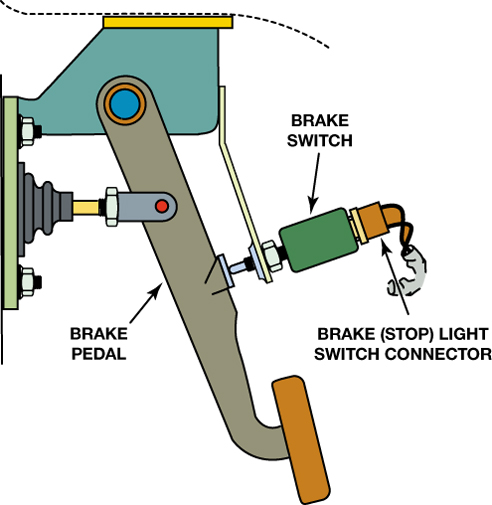 BRAKE
SWITCH
BRAKE
PEDAL
BRAKE (STOP) LIGHT
SWITCH CONNECTOR